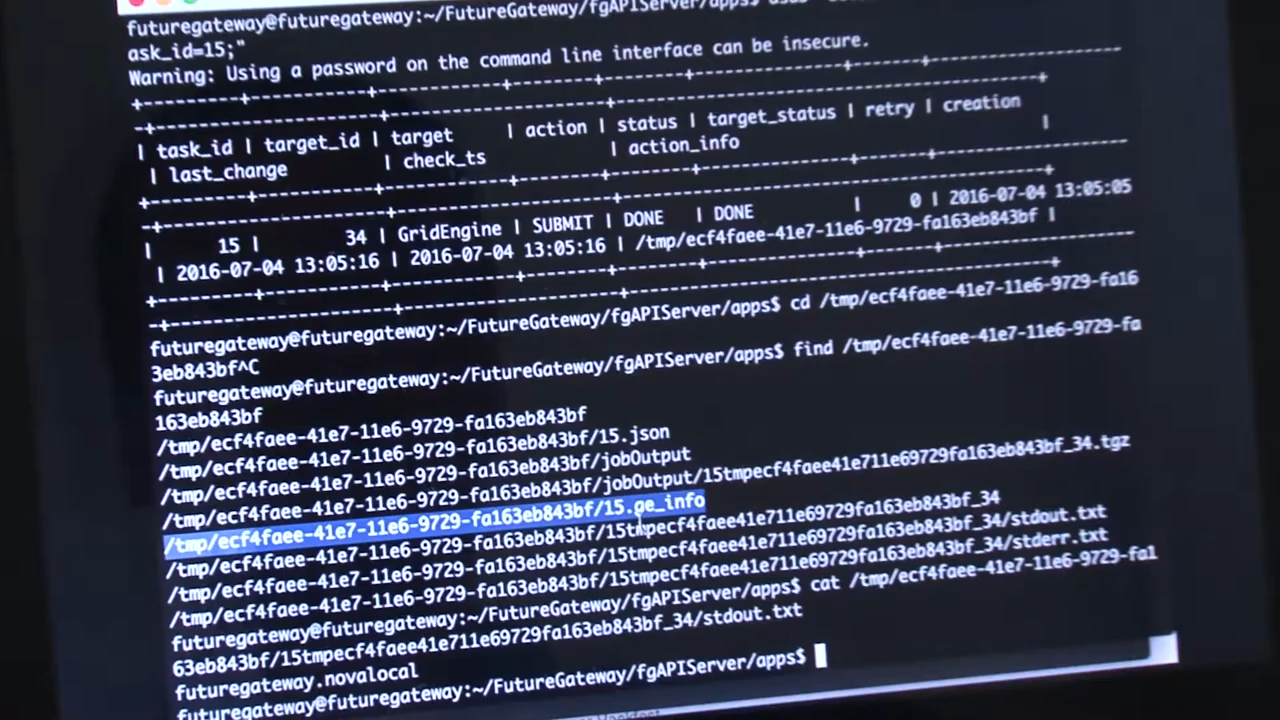 futuregateway@futuregateway:~/FutureGateway/fgAPIServer/apps$
ask_id=15;"
Warning: Using a password on the command line interface can be insecure.
+----------+-----------+------------+--------+--------+---------------+-------+---------------------
-+---------------------+---------------------+-------------------------------------------+
| task_id | target_id | target | action | status | target_status | retry | creation
| last_change | check_ts | action_info |
+----------+-----------+------------+--------+--------+---------------+-------+---------------------
-+---------------------+---------------------+-------------------------------------------+
| 15 | 34 | GridEngine | SUBMIT | DONE | DONE | 0 | 2016-07-04 13:05:05
| 2016-07-04 13:05:16 | 2016-07-04 13:05:16 | /tmp/ecf4faee-41e7-11e6-9729-fa163eb843bf |
+----------+-----------+------------+--------+--------+---------------+-------+---------------------
-+---------------------+---------------------+-------------------------------------------+
futuregateway@futuregateway:~/FutureGateway/fgAPIServer/apps$ cd /tmp/ecf4faee-41e7-11e6-9729-fa16
3eb843bf^C
futuregateway@futuregateway:~/FutureGateway/fgAPIServer/apps$ find /tmp/ecf4faee-41e7-11e6-9729-fa
163eb843bf
/tmp/ecf4faee-41e7-11e6-9729-fa163eb843bf
/tmp/ecf4faee-41e7-11e6-9729-fa163eb843bf/15.json
/tmp/ecf4faee-41e7-11e6-9729-fa163eb843bf/jobOutput
/tmp/ecf4faee-41e7-11e6-9729-fa163eb843bf/jobOutput/15tmpecf4faee41e711e69729fa163eb843bf_34.tgz
/tmp/ecf4faee-41e7-11e6-9729-fa163eb843bf/15.ge_info
/tmp/ecf4faee-41e7-11e6-9729-fa163eb843bf/15tmpecf4faee41e711e69729fa163eb843bf_34
/tmp/ecf4faee-41e7-11e6-9729-fa163eb843bf/15tmpecf4faee41e711e69729fa163eb843bf_34/stdout.txt
/tmp/ecf4faee-41e7-11e6-9729-fa163eb843bf/15tmpecf4faee41e711e69729fa163eb843bf_34/stderr.txt
futuregateway@futuregateway:~/FutureGateway/fgAPIServer/apps$ cat /tmp/ecf4faee-41e7-11e6-9729-fa1
63eb843bf/15tmpecf4faee41e711e69729fa163eb843bf_34/stdout.txt
futuregateway.novalocal
futuregateway@futuregateway:~/FutureGateway/fgAPIServer/apps$